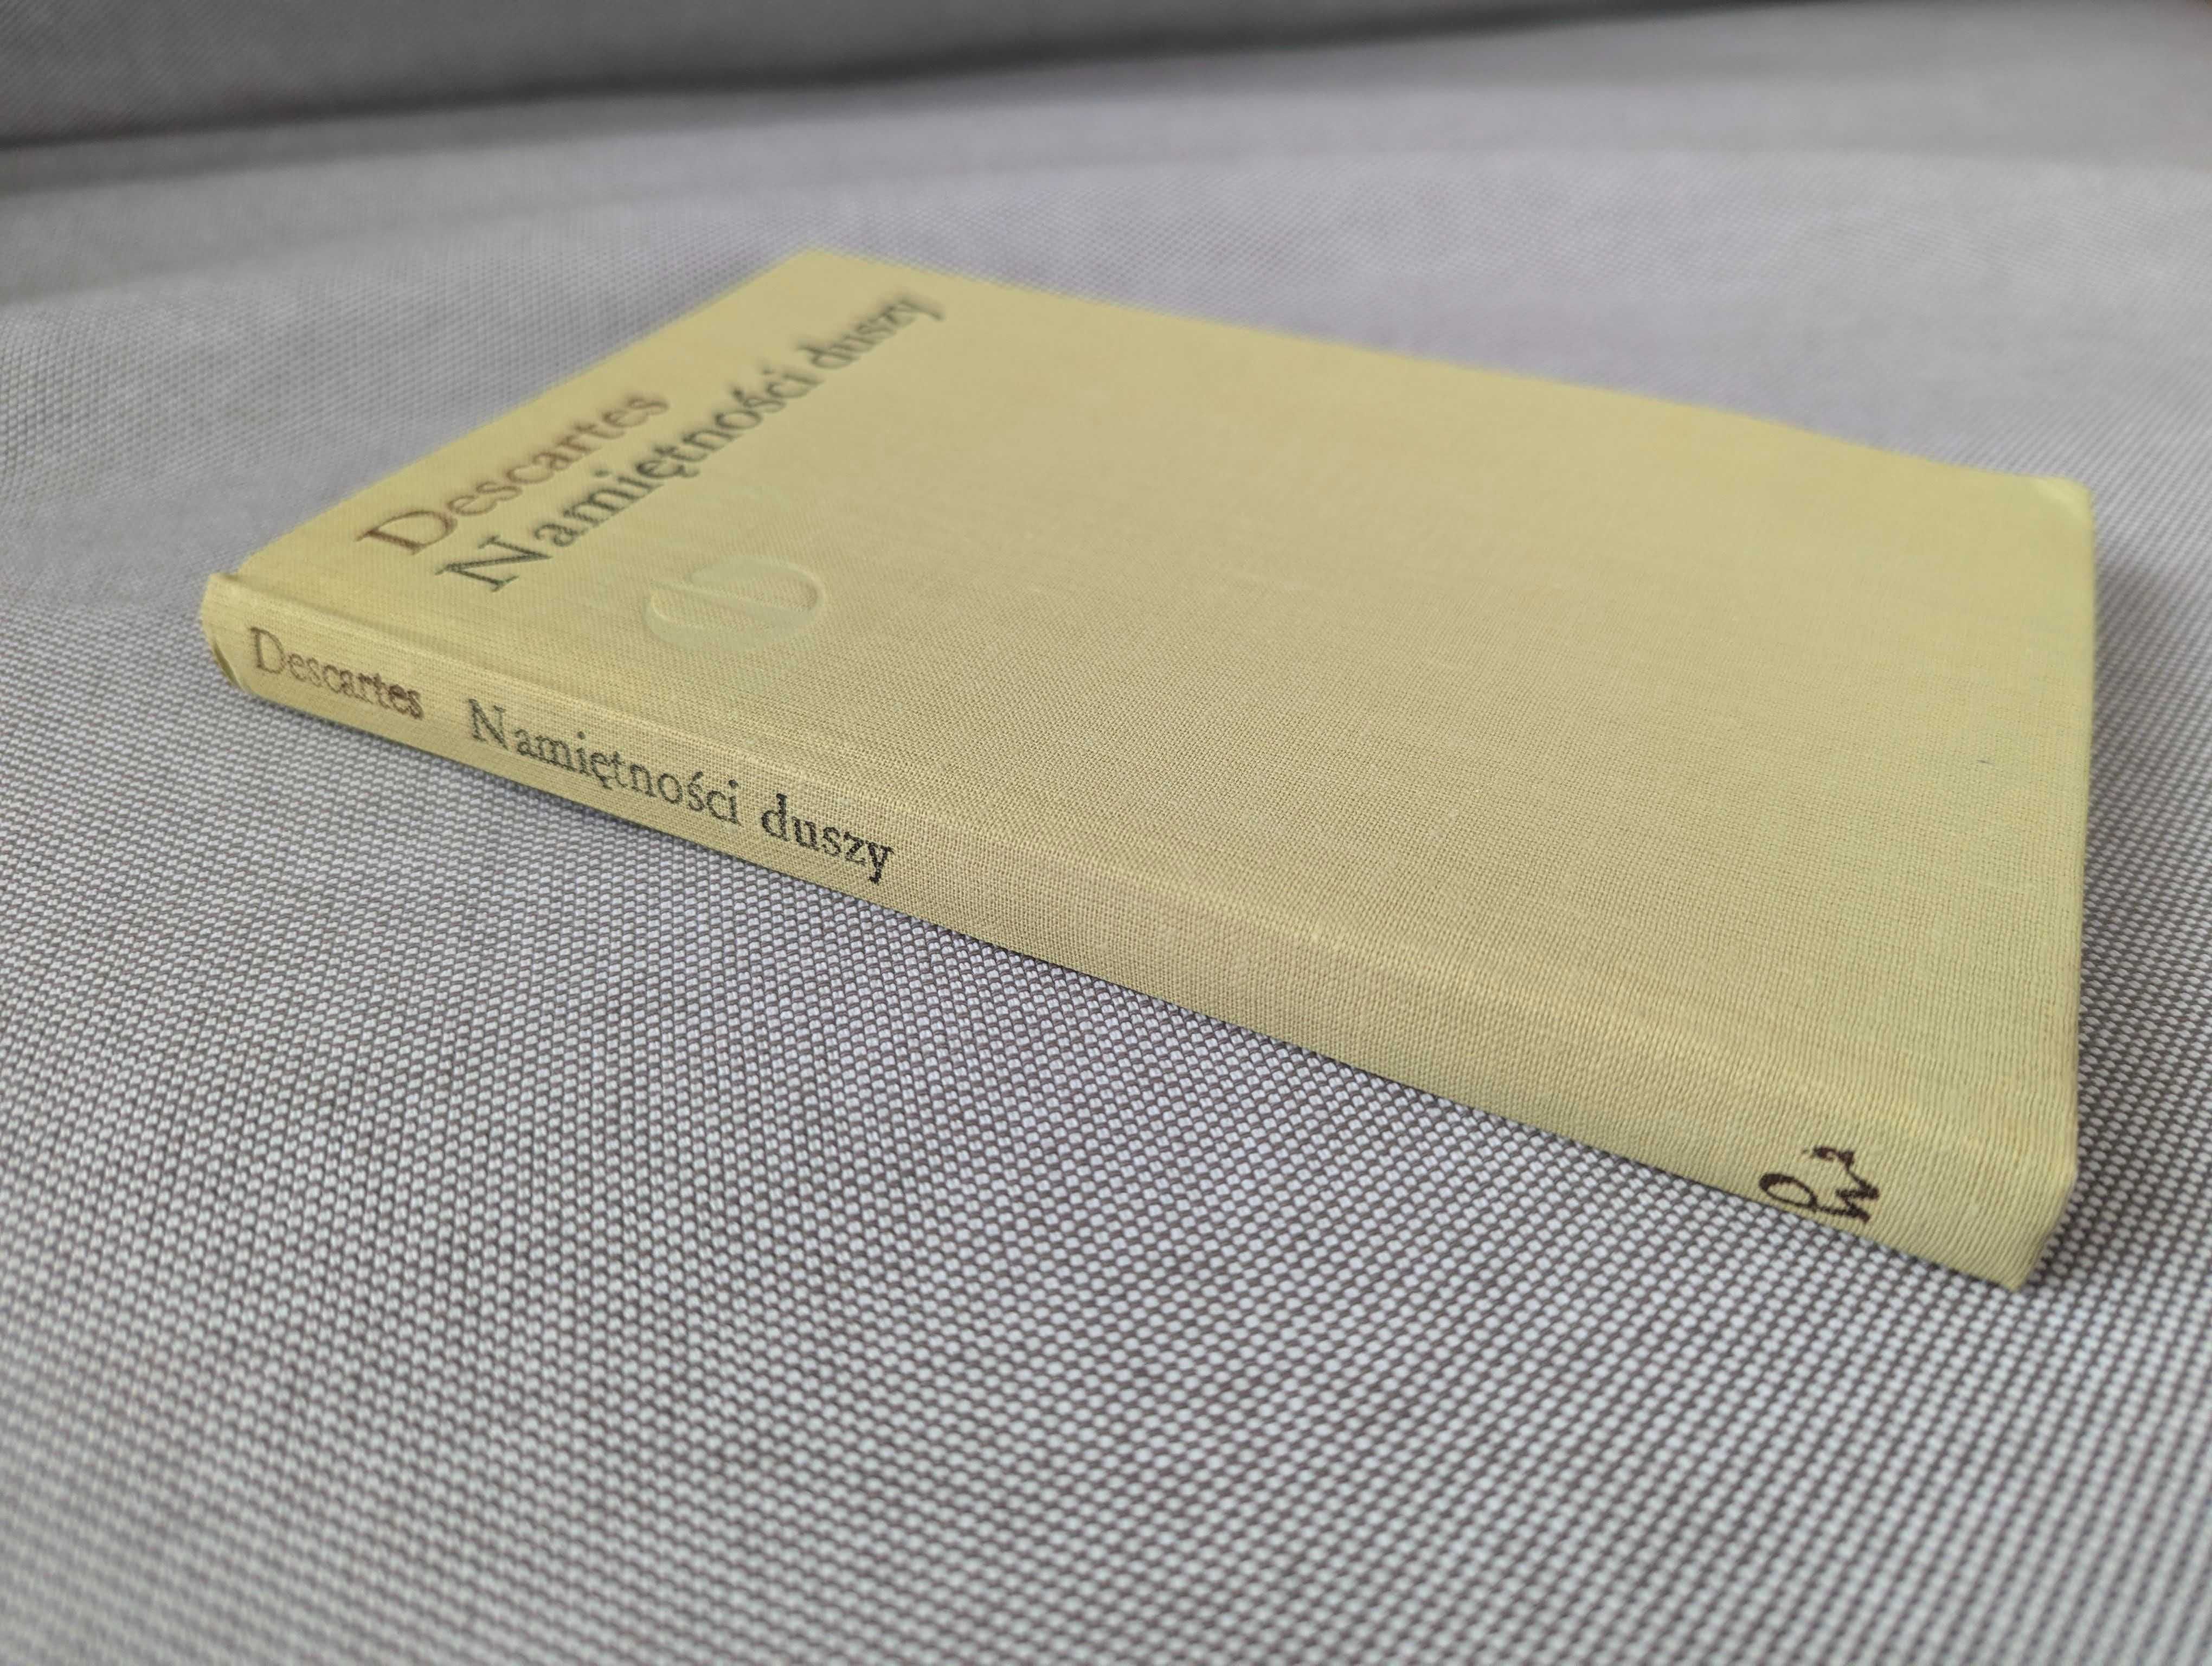 Descartes
Namiętności duszy
Descartes Namiętności duszy